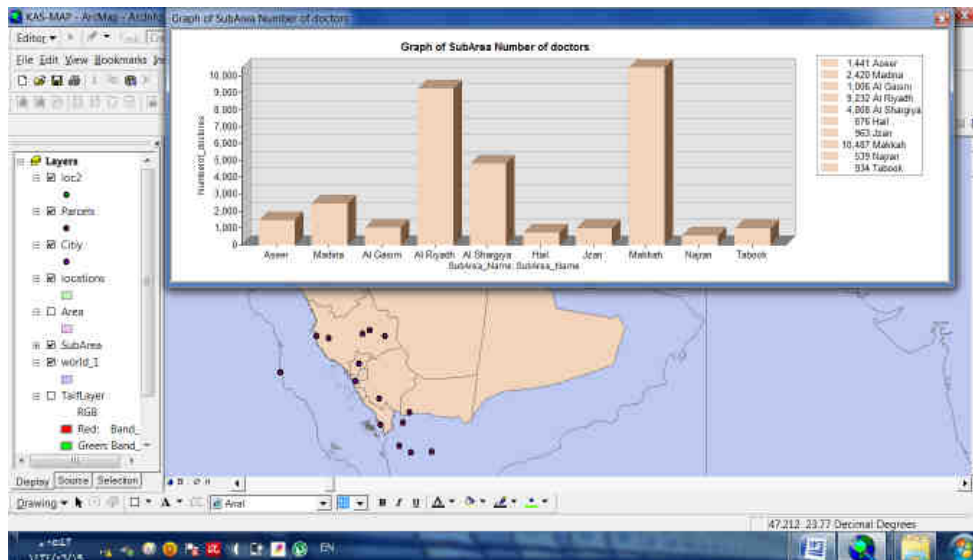 KAS-MAP - ArcMap - ArcInfo
Graph of SubArea Number of doctors
Editor
File Edit View Bookmarks
Graph of SubArea Number of doctors
10,000
9,000
8,000
7,000
6,000
5,000
4,000
3,000
2,000
1,000
0
Numberof_doctores
Aseer Madina Al Gasim Al Riyadh Al Shargiya Hail Jzan Makkah Najran Tabook
SubArea_Name: SubArea_Name
1,441 Aseer
2,420 Madina
1,006 Al Gasim
9,232 Al Riyadh
4,808 Al Shargiya
676 Hail
963 Jzan
10,487 Makkah
539 Najran
934 Tabook
Layers
loc2
Parcels
Citiy
locations
Area
SubArea
world_1
TaifLayer
RGB
Red: Band_
Green: Band_
Display Source Selection
Drawing
A
Arial
B I U A
47.212 23.77 Decimal Degrees
EN